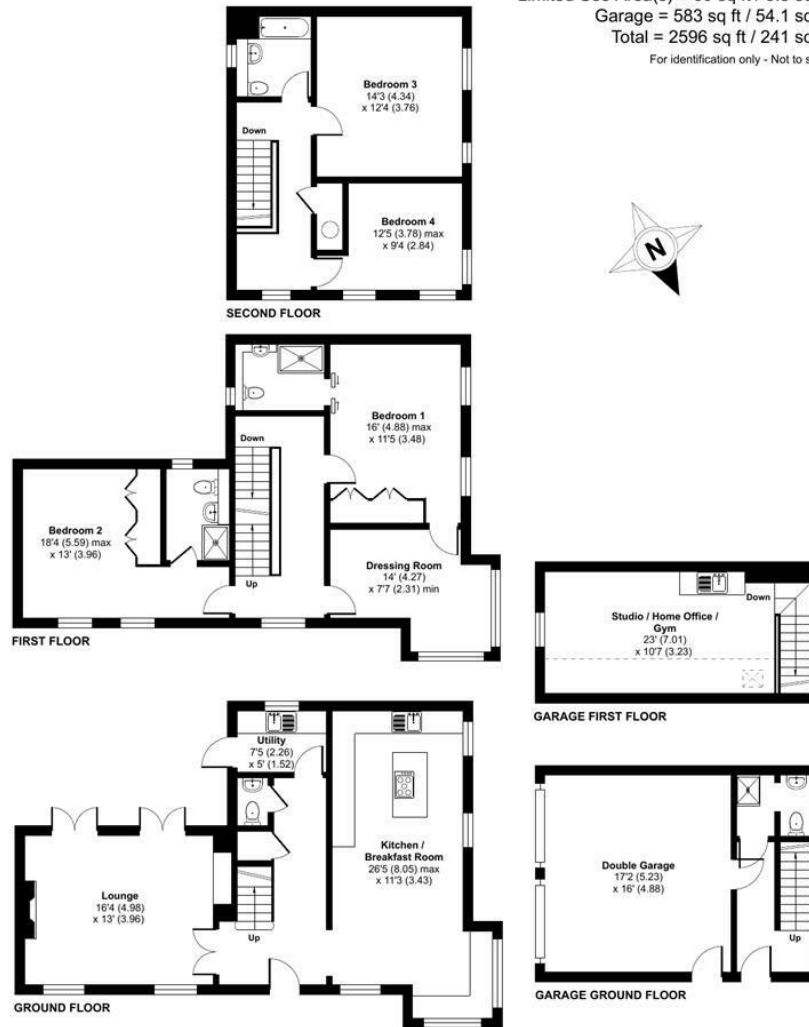 Garage = 583 sq ft / 54.1 sq
Total = 2596 sq ft / 241 sq
For identification only - Not to s
Bedroom 3
14'3 (4.34)
x 12'4 (3.76)
Down
Bedroom 4
12'5 (3.78) max
x 9'4 (2.84)
N
SECOND FLOOR
Bedroom 1
16' (4.88) max
x 11'5 (3.48)
Down
Bedroom 2
18'4 (5.59) max
x 13' (3.96)
Dressing Room
14' (4.27)
x 7'7 (2.31) min
Up
FIRST FLOOR
Down
Studio / Home Office /
Gym
23' (7.01)
x 10'7 (3.23)
GARAGE FIRST FLOOR
Utility
7'5 (2.26)
x 5' (1.52)
Kitchen /
Breakfast Room
26'5 (8.05) max
x 11'3 (3.43)
Lounge
16'4 (4.98)
x 13' (3.96)
Up
GROUND FLOOR
Double Garage
17'2 (5.23)
x 16' (4.88)
Up
GARAGE GROUND FLOOR